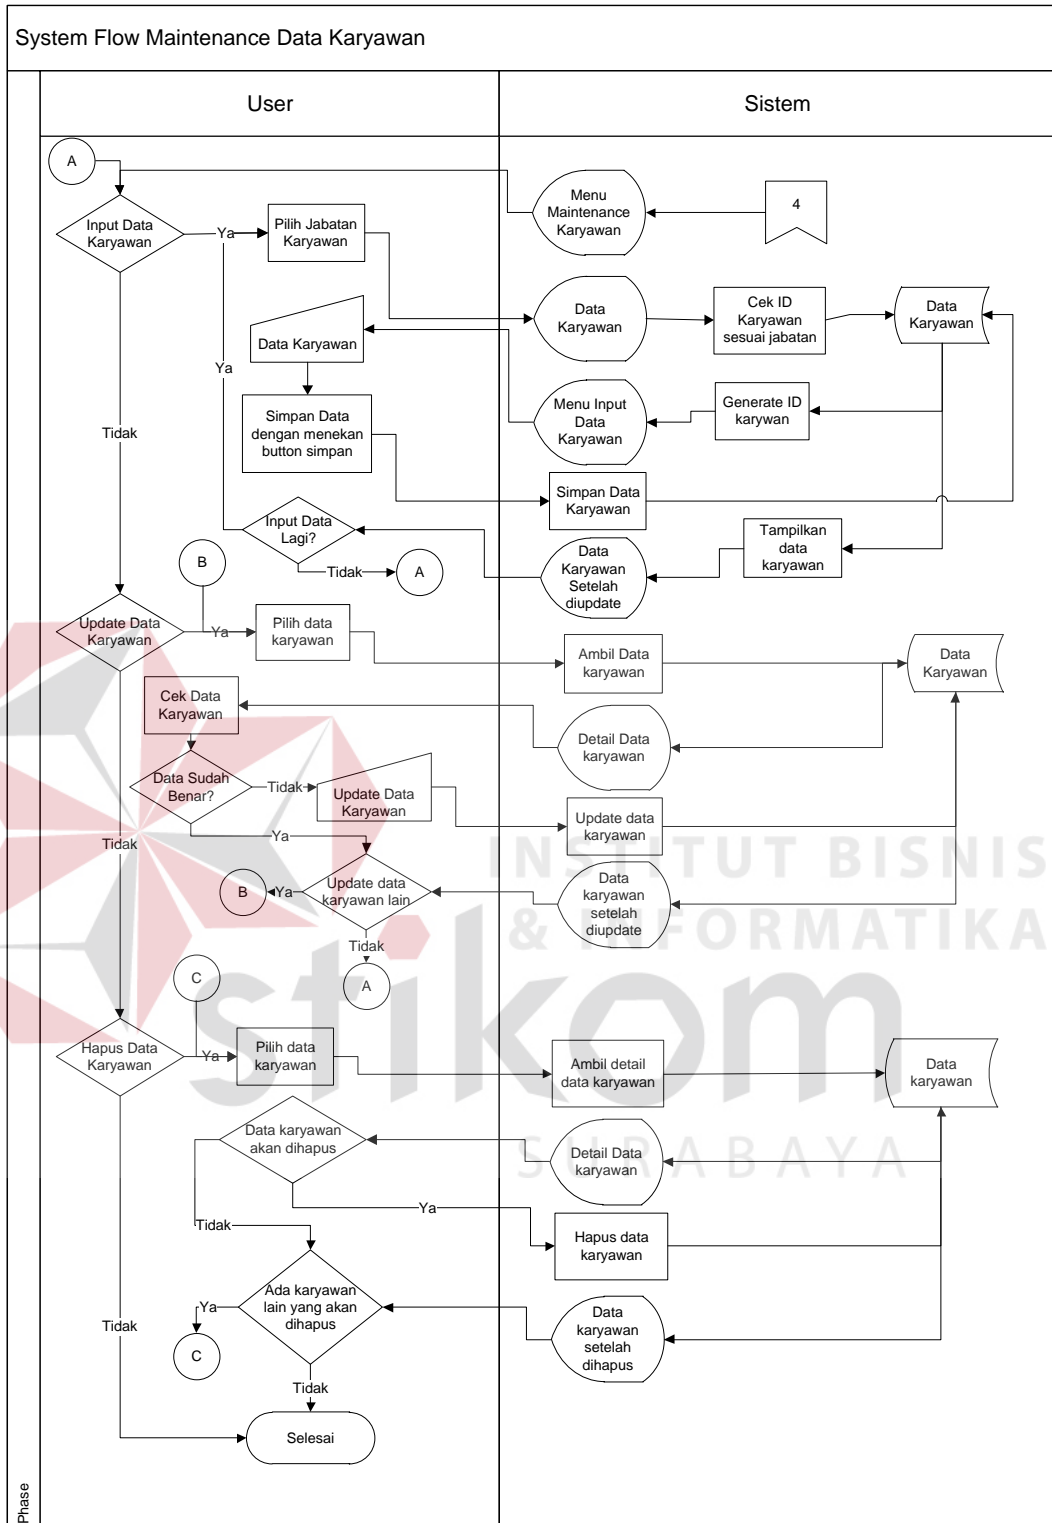 System Flow Maintenance Data Karyawan
User
Sistem
A
Menu
Maintenance
Karyawan
4
Input Data
Karyawan
Ya
Pilih Jabatan
Karyawan
Data
Karyawan
Cek ID
Karyawan
sesuai jabatan
Data
Karyawan
Data Karyawan
Ya
Menu Input
Data
Karyawan
Generate ID
karywan
Simpan Data
dengan menekan
button simpan
Tidak
Simpan Data
Karyawan
Input Data
Lagi?
Tidak
A
Data
Karyawan
Setelah
diupdate
Tampilkan
data
karyawan
B
Update Data
Karyawan
Ya
Pilih data
karyawan
Ambil Data
karyawan
Data
Karyawan
Cek Data
Karyawan
Detail Data
karyawan
Data Sudah
Benar?
Tidak
Update Data
Karyawan
Update data
karyawan
Ya
Tidak
B
Ya
Update data
karyawan lain
Data
karyawan
setelah
diupdate
Tidak
A
INSTITUT BISNIS
& INFORMATIKA
stikom
SURABAYA
C
Hapus Data
Karyawan
Ya
Pilih data
karyawan
Ambil detail
data karyawan
Data
karyawan
Data karyawan
akan dihapus
Detail Data
karyawan
Ya
Tidak
Hapus data
karyawan
Ada karyawan
lain yang akan
dihapus
Ya
C
Data
karyawan
setelah
dihapus
Tidak
Tidak
Selesai
Phase